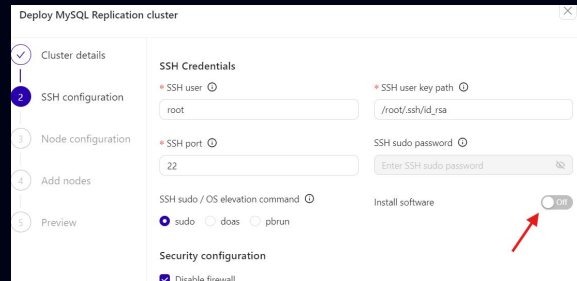 Deploy MySQL Replication cluster
Cluster details
2 SSH configuration
3 Node configuration
4 Add nodes
5 Preview
SSH Credentials
* SSH user
root
* SSH user key path
/root/.ssh/id_rsa
* SSH port
22
SSH sudo password
Enter SSH sudo password
SSH sudo / OS elevation command
sudo doas pbrun
Install software
Off
Security configuration
Disable firewall